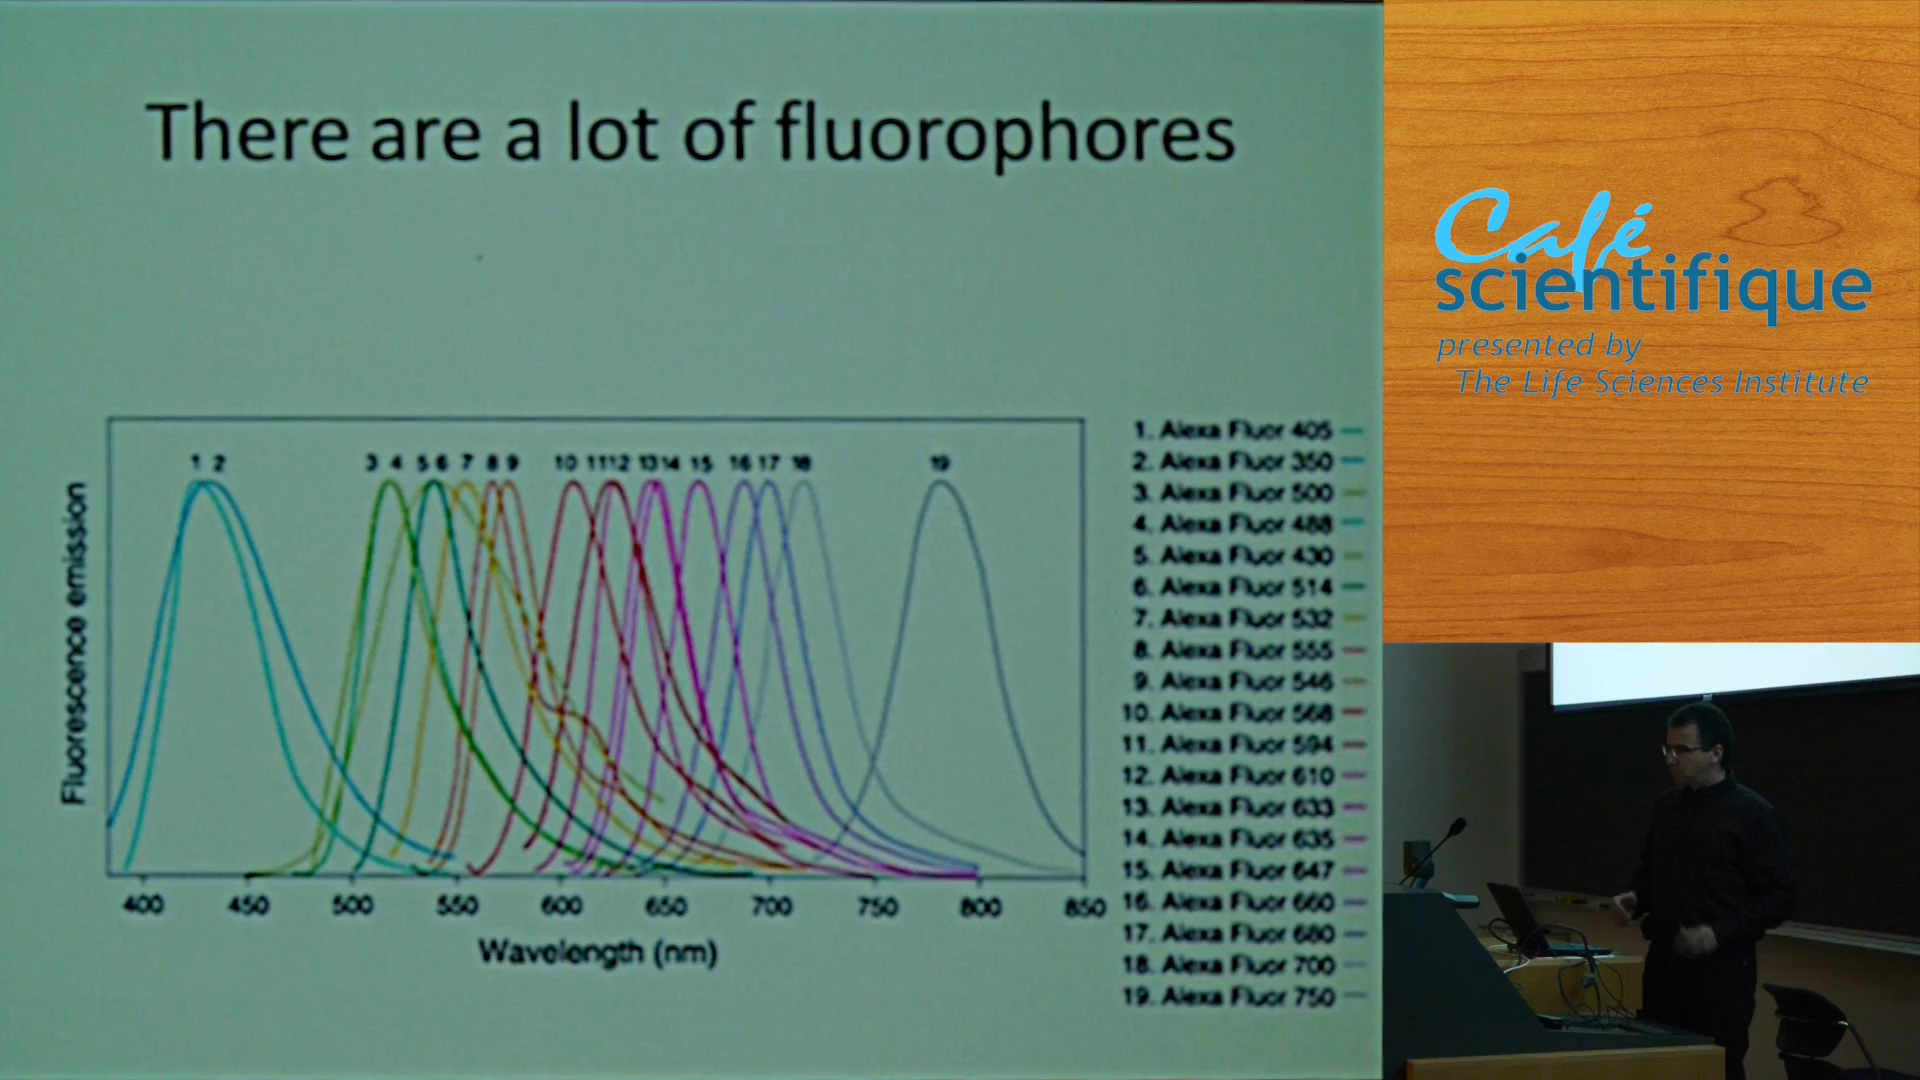 There are a lot of fluorophores
1 2 3 4 5 6 7 8 9 10 11 12 13 14 15 16 17 18 19
Fluorescence emission
400 450 500 550 600 650 700 750 800 850
Wavelength (nm)
1. Alexa Fluor 405
2. Alexa Fluor 350
3. Alexa Fluor 500
4. Alexa Fluor 488
5. Alexa Fluor 430
6. Alexa Fluor 514
7. Alexa Fluor 532
8. Alexa Fluor 555
9. Alexa Fluor 546
10. Alexa Fluor 568
11. Alexa Fluor 594
12. Alexa Fluor 610
13. Alexa Fluor 633
14. Alexa Fluor 635
15. Alexa Fluor 647
16. Alexa Fluor 660
17. Alexa Fluor 680
18. Alexa Fluor 700
19. Alexa Fluor 750
Café
scientifique
presented by
The Life Sciences Institute